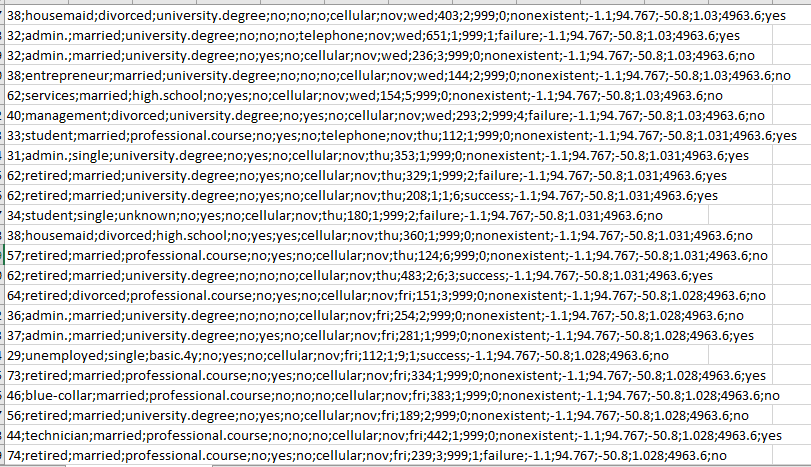 38;housemaid;divorced;university.degree;no;no;no;cellular;nov;wed;403;2;999;0;nonexistent;-1.1;94.767;-50.8;1.03;4963.6;yes
32;admin.;married;university.degree;no;no;no;telephone;nov;wed;651;1;999;1;failure;-1.1;94.767;-50.8;1.03;4963.6;yes
32;admin.;married;university.degree;no;yes;no;cellular;nov;wed;236;3;999;0;nonexistent;-1.1;94.767;-50.8;1.03;4963.6;no
38;entrepreneur;married;university.degree;no;no;no;cellular;nov;wed;144;2;999;0;nonexistent;-1.1;94.767;-50.8;1.03;4963.6;no
62;services;married;high.school;no;yes;no;cellular;nov;wed;154;5;999;0;nonexistent;-1.1;94.767;-50.8;1.03;4963.6;no
40;management;divorced;university.degree;no;yes;no;cellular;nov;wed;293;2;999;4;failure;-1.1;94.767;-50.8;1.03;4963.6;no
33;student;married;professional.course;no;yes;no;telephone;nov;thu;112;1;999;0;nonexistent;-1.1;94.767;-50.8;1.031;4963.6;yes
31;admin.;single;university.degree;no;yes;no;cellular;nov;thu;353;1;999;0;nonexistent;-1.1;94.767;-50.8;1.031;4963.6;yes
62;retired;married;university.degree;no;yes;no;cellular;nov;thu;329;1;999;2;failure;-1.1;94.767;-50.8;1.031;4963.6;yes
62;retired;married;university.degree;no;yes;no;cellular;nov;thu;208;1;1;6;success;-1.1;94.767;-50.8;1.031;4963.6;yes
34;student;single;unknown;no;yes;no;cellular;nov;thu;180;1;999;2;failure;-1.1;94.767;-50.8;1.031;4963.6;no
38;housemaid;divorced;high.school;no;yes;yes;cellular;nov;thu;360;1;999;0;nonexistent;-1.1;94.767;-50.8;1.031;4963.6;no
57;retired;married;professional.course;no;yes;no;cellular;nov;thu;124;6;999;0;nonexistent;-1.1;94.767;-50.8;1.031;4963.6;no
62;retired;married;university.degree;no;no;no;cellular;nov;thu;483;2;6;3;success;-1.1;94.767;-50.8;1.031;4963.6;yes
64;retired;divorced;professional.course;no;yes;no;cellular;nov;fri;151;3;999;0;nonexistent;-1.1;94.767;-50.8;1.028;4963.6;no
36;admin.;married;university.degree;no;no;no;cellular;nov;fri;254;2;999;0;nonexistent;-1.1;94.767;-50.8;1.028;4963.6;no
37;admin.;married;university.degree;no;yes;no;cellular;nov;fri;281;1;999;0;nonexistent;-1.1;94.767;-50.8;1.028;4963.6;yes
29;unemployed;single;basic.4y;no;yes;no;cellular;nov;fri;112;1;9;1;success;-1.1;94.767;-50.8;1.028;4963.6;no
73;retired;married;professional.course;no;yes;no;cellular;nov;fri;334;1;999;0;nonexistent;-1.1;94.767;-50.8;1.028;4963.6;yes
46;blue-collar;married;professional.course;no;no;no;cellular;nov;fri;383;1;999;0;nonexistent;-1.1;94.767;-50.8;1.028;4963.6;no
56;retired;married;university.degree;no;yes;no;cellular;nov;fri;189;2;999;0;nonexistent;-1.1;94.767;-50.8;1.028;4963.6;no
44;technician;married;professional.course;no;no;no;cellular;nov;fri;442;1;999;0;nonexistent;-1.1;94.767;-50.8;1.028;4963.6;yes
74;retired;married;professional.course;no;yes;no;cellular;nov;fri;239;3;999;1;failure;-1.1;94.767;-50.8;1.028;4963.6;no